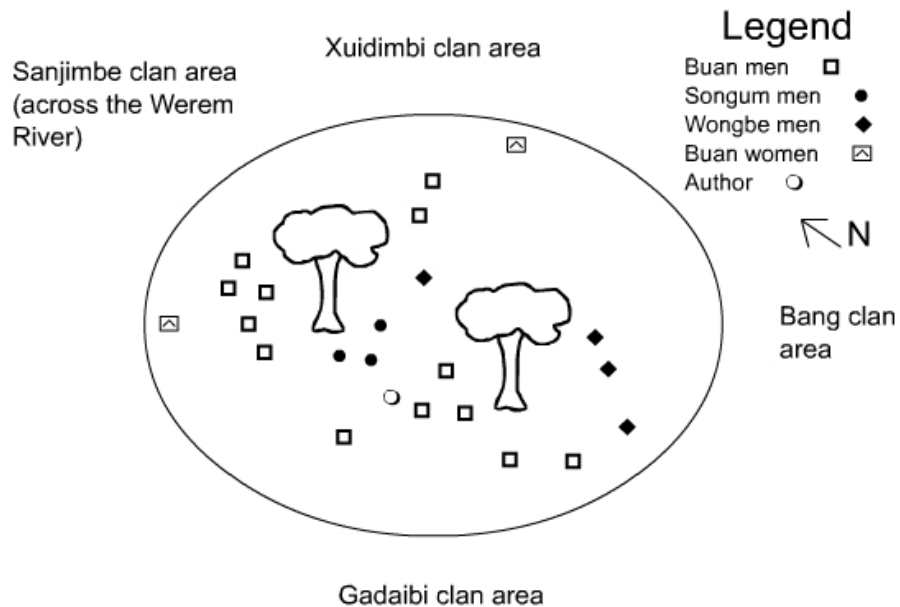 Legend
Xuidimbi clan area
Sanjimbe clan area
(across the Werem
River)
Buan men
Songum men
Wongbe men
Buan women
Author
N
Bang clan
area
Gadaibi clan area